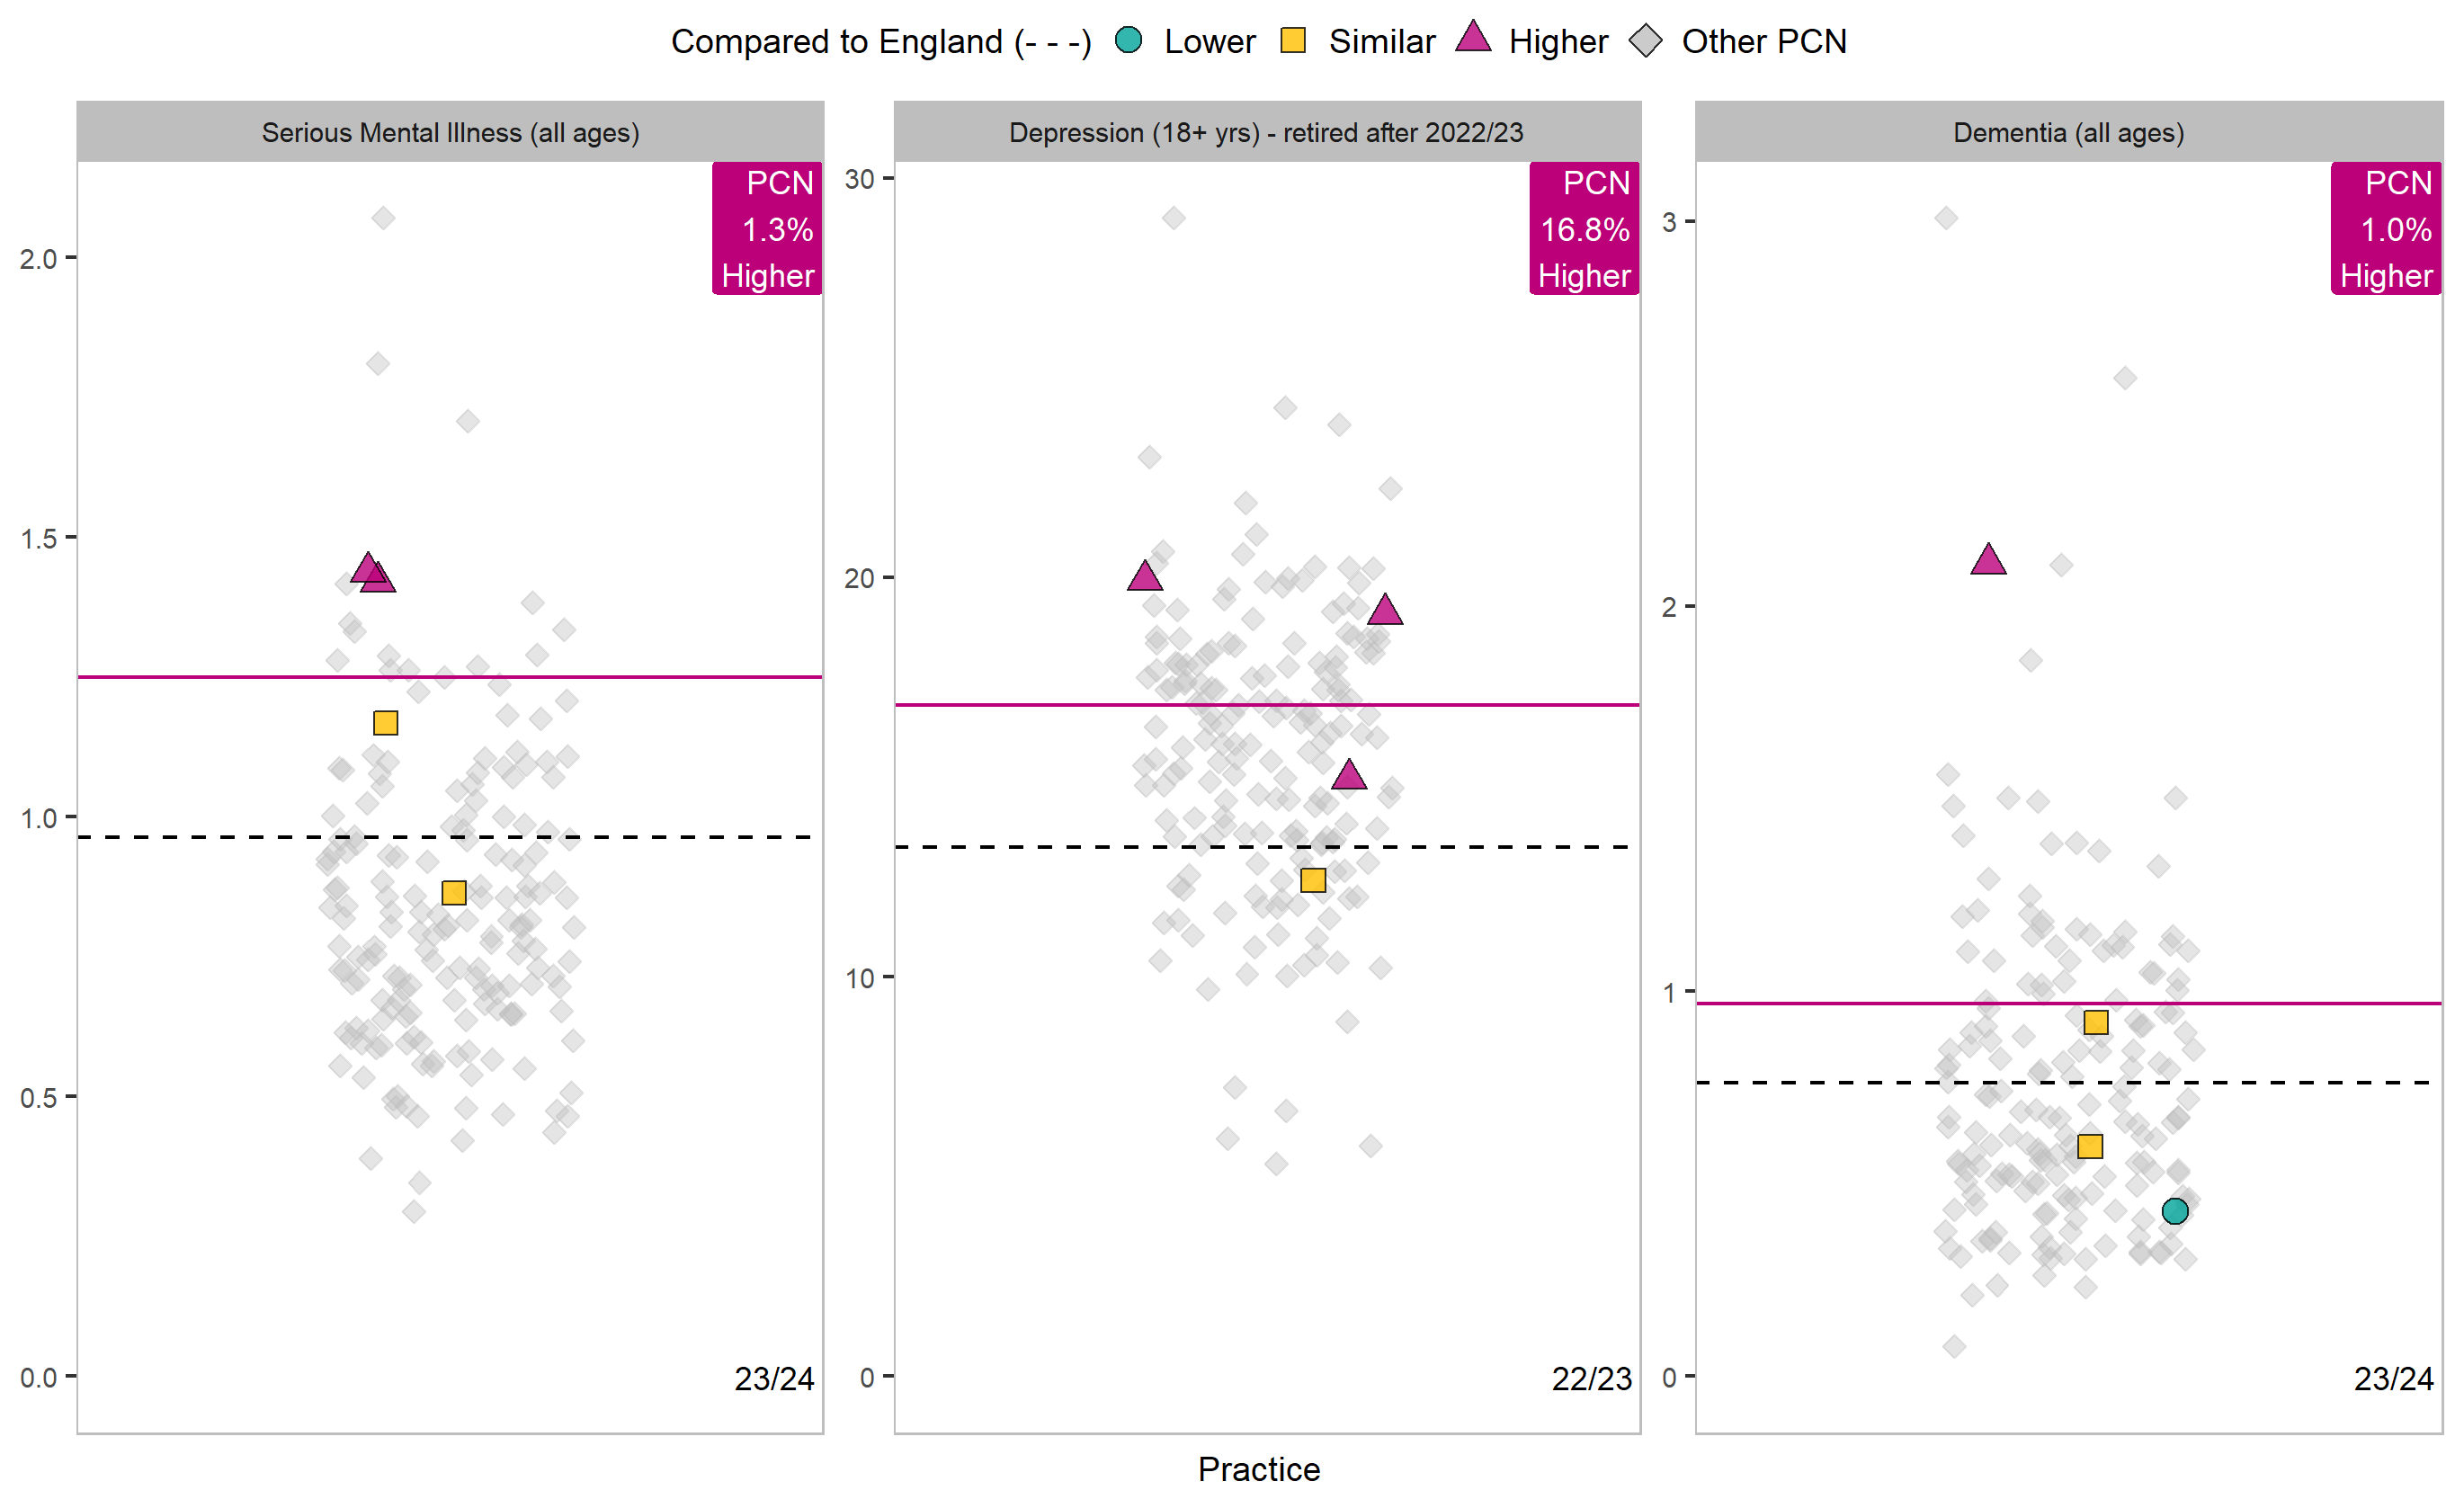 Compared to England (- - -) Lower Similar Higher Other PCN
Serious Mental Illness (all ages)
PCN
1.3%
Higher
2.0
1.5
1.0
0.5
0.0
23/24
Depression (18+ yrs) - retired after 2022/23
PCN
16.8%
Higher
30
20
10
0
22/23
Dementia (all ages)
PCN
1.0%
Higher
3
2
1
0
23/24
Practice